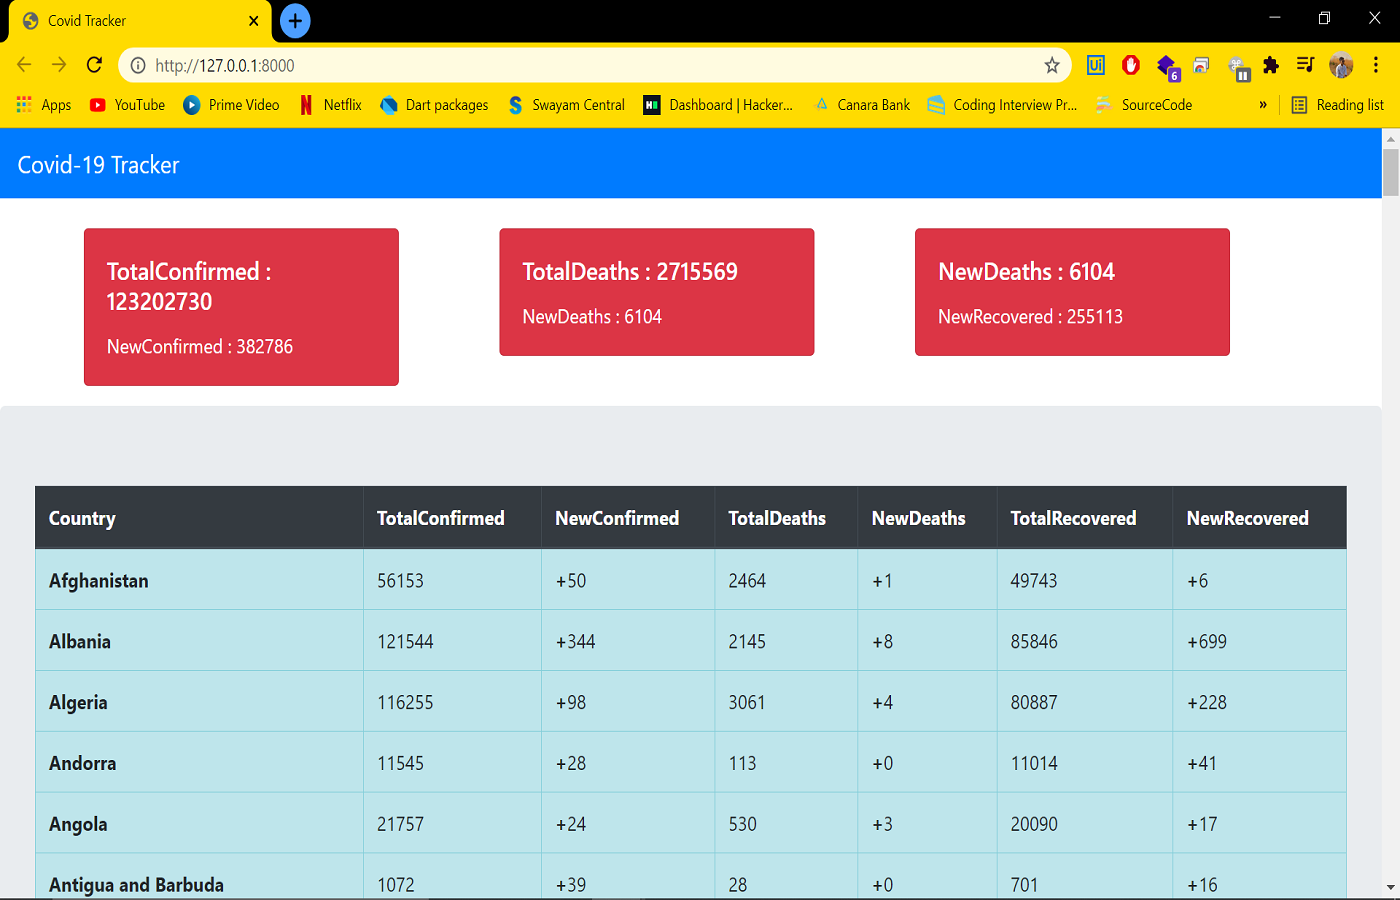 Covid Tracker
http://127.0.0.1:8000
Ui
6
Apps YouTube Prime Video Netflix Dart packages Swayam Central Dashboard | Hacker... Canara Bank Coding Interview Pr... SourceCode » Reading list
Covid-19 Tracker
TotalConfirmed :
123202730
NewConfirmed : 382786
TotalDeaths : 2715569
NewDeaths : 6104
NewDeaths : 6104
NewRecovered : 255113
Country TotalConfirmed NewConfirmed TotalDeaths NewDeaths TotalRecovered NewRecovered
Afghanistan 56153 +50 2464 +1 49743 +6
Albania 121544 +344 2145 +8 85846 +699
Algeria 116255 +98 3061 +4 80887 +228
Andorra 11545 +28 113 +0 11014 +41
Angola 21757 +24 530 +3 20090 +17
Antigua and Barbuda 1072 +39 28 +0 701 +16